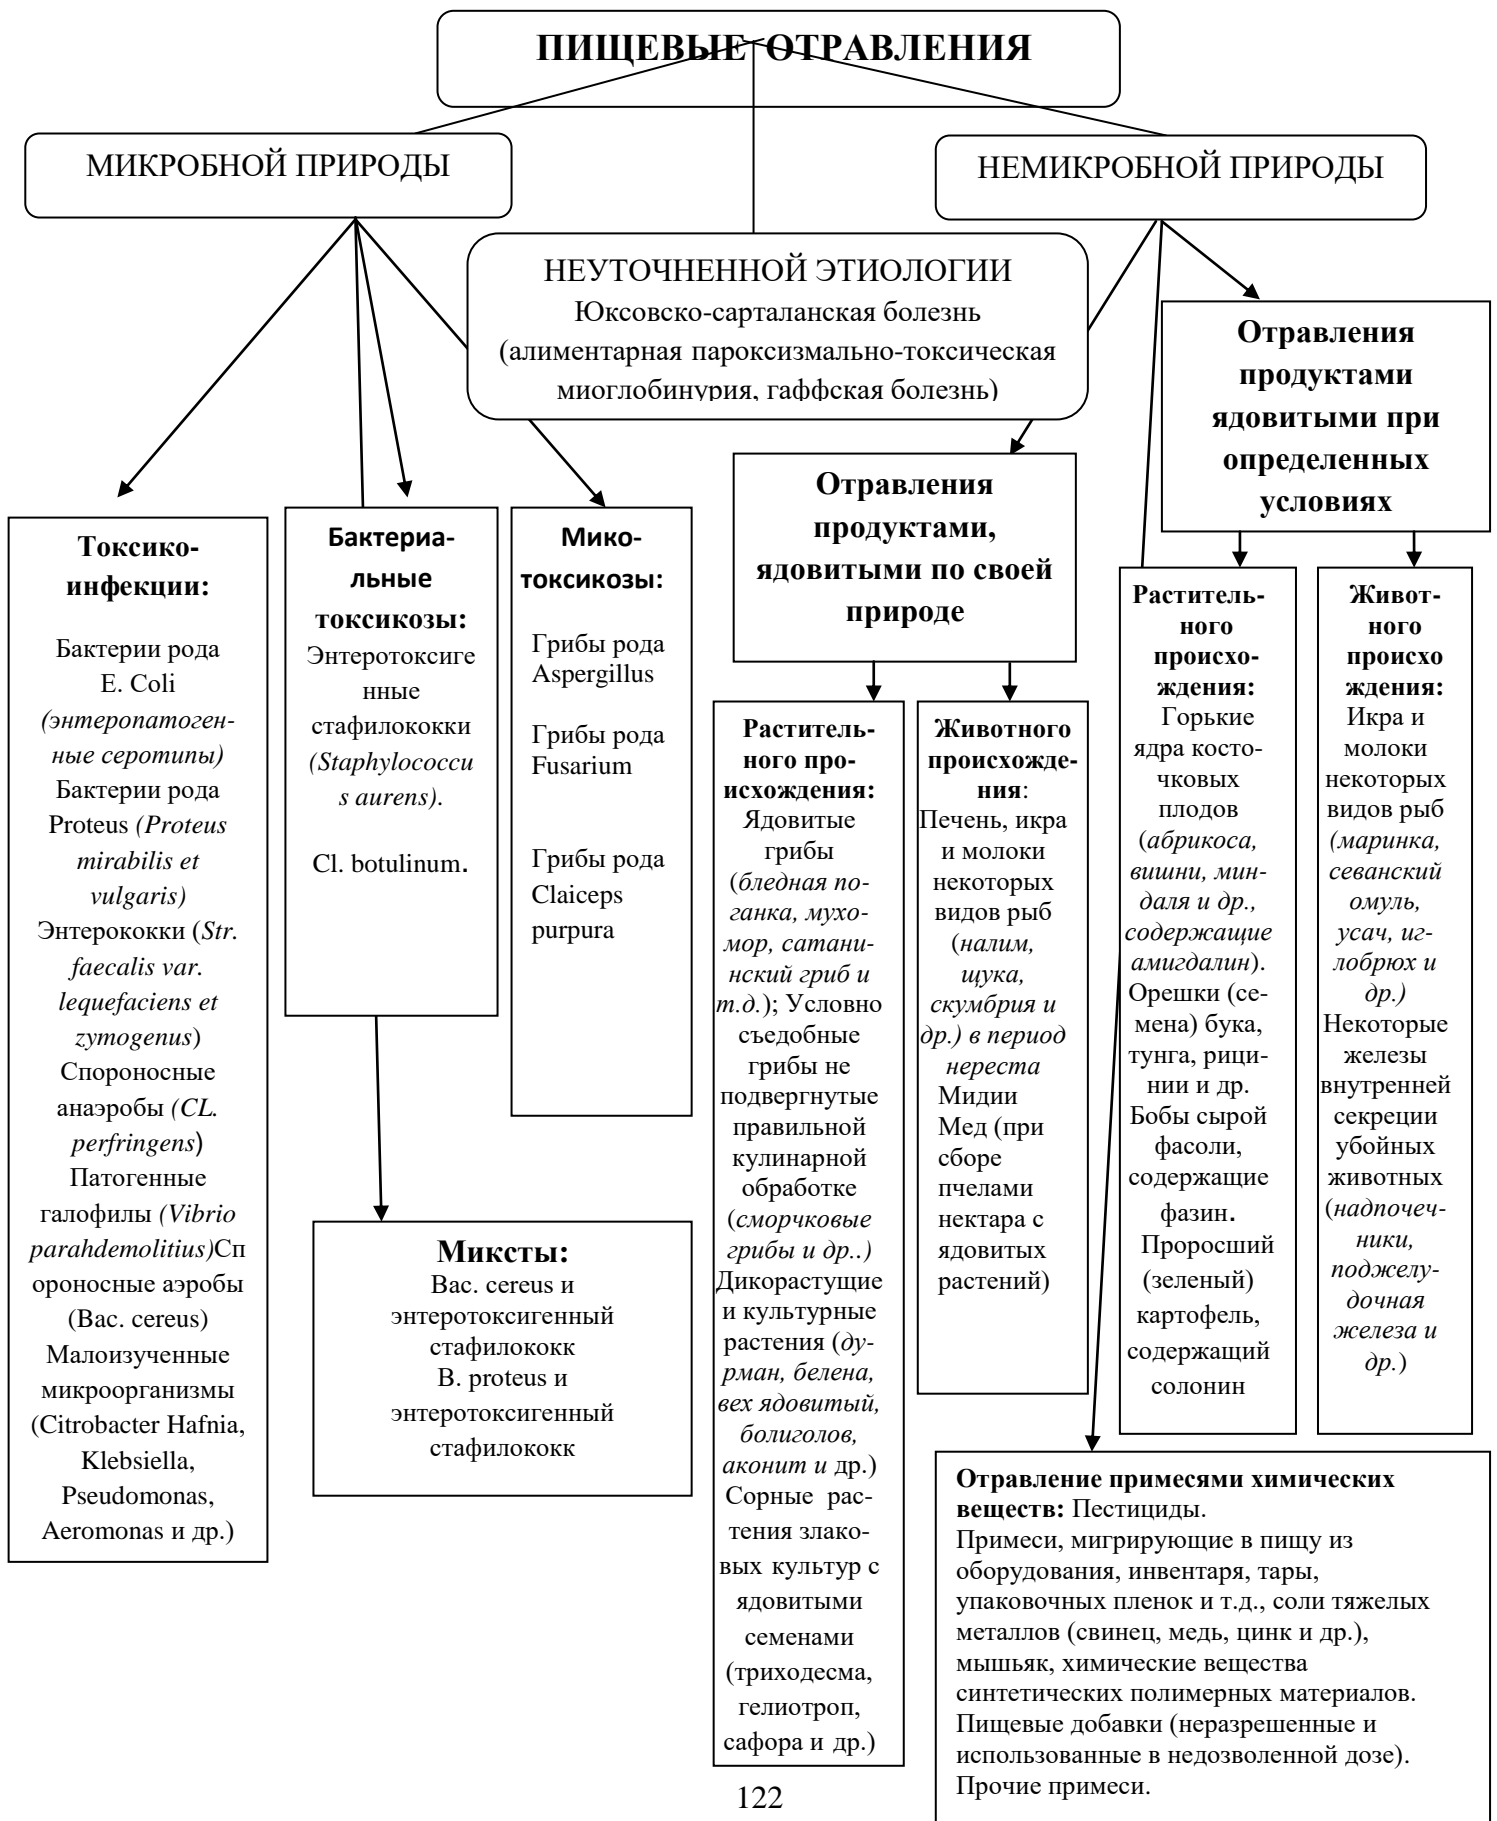 ПИЩЕВЫЕ ОТРАВЛЕНИЯ
МИКРОБНОЙ ПРИРОДЫ
НЕМИКРОБНОЙ ПРИРОДЫ
НЕУТОЧНЕННОЙ ЭТИОЛОГИИ
Юксовско-сарталанская болезнь
(алиментарная пароксизмально-токсическая
миоглобинурия, гаффская болезнь)
Токсико-
инфекции:
Бактерии рода
E. Coli
(энтеропатоген-
ные серотипы)
Бактерии рода
Proteus (Proteus
mirabilis et
vulgaris)
Энтерококки (Str.
faecalis var.
lequefaciens et
zymogenus)
Спороносные
анаэробы (CL.
perfringens)
Патогенные
галофилы (Vibrio
parahdemolitius)Сп
ороносные аэробы
(Bac. cereus)
Малоизученные
микроорганизмы
(Citrobacter Hafnia,
Klebsiella,
Pseudomonas,
Aeromonas и др.)
Бактериа-
льные
токсикозы:
Энтеротоксиге
нные
стафилококки
(Staphylococcu
s aurens).
Cl. botulinum.
Мико-
токсикозы:
Грибы рода
Aspergillus
Грибы рода
Fusarium
Грибы рода
Claiceps
purpura
Миксты:
Bac. cereus и
энтеротоксигенный
стафилококк
B. proteus и
энтеротоксигенный
стафилококк
Отравления
продуктами,
ядовитыми по своей
природе
Раститель-
ного про-
исхождения:
Ядовитые
грибы
(бледная по-
ганка, мухо-
мор, сатани-
нский гриб и
т.д.); Условно
съедобные
грибы не
подвергнутые
правильной
кулинарной
обработке
(сморчковые
грибы и др..)
Дикорастущие
и культурные
растения (ду-
рман, белена,
вех ядовитый,
болиголов,
аконит и др.)
Сорные рас-
тения злако-
вых культур с
ядовитыми
семенами
(триходесма,
гелиотроп,
сафора и др.)
Животного
происхожде-
ния:
Печень, икра
и молоки
некоторых
видов рыб
(налим,
щука,
скумбрия и
др.) в период
нереста
Мидии
Мед (при
сборе
пчелами
нектара с
ядовитых
растений)
Отравления
продуктами
ядовитыми при
определенных
условиях
Раститель-
ного
происхо-
ждения:
Горькие
ядра косто-
чковых
плодов
(абрикоса,
вишни, мин-
даля и др.,
содержащие
амигдалин).
Орешки (се-
мена) бука,
тунга, рици-
нии и др.
Бобы сырой
фасоли,
содержащие
фазин.
Проросший
(зеленый)
картофель,
содержащий
солонин
Живот-
ного
происхо
ждения:
Икра и
молоки
некоторых
видов рыб
(маринка,
севанский
омуль,
усач, иг-
лобрюх и
др.)
Некоторые
железы
внутренней
секреции
убойных
животных
(надпочеч-
ники,
поджелу-
дочная
железа и
др.)
Отравление примесями химических
веществ: Пестициды.
Примеси, мигрирующие в пищу из
оборудования, инвентаря, тары,
упаковочных пленок и т.д., соли тяжелых
металлов (свинец, медь, цинк и др.),
мышьяк, химические вещества
синтетических полимерных материалов.
Пищевые добавки (неразрешенные и
использованные в недозволенной дозе).
Прочие примеси.
122